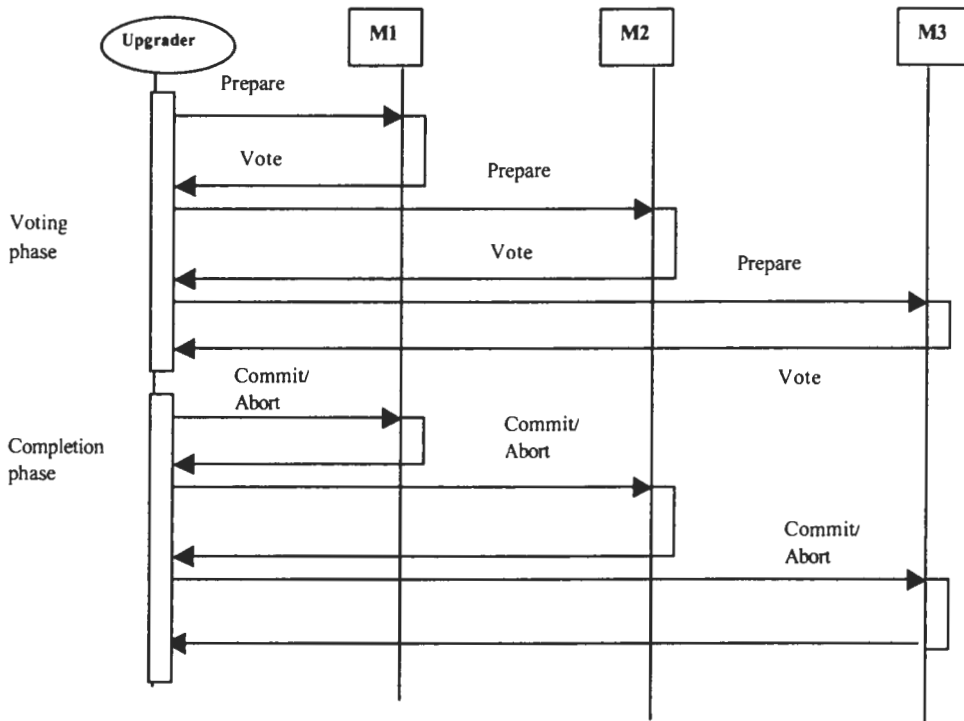 Upgrader
M1
M2
M3
Prepare
Vote
Prepare
Voting
phase
Vote
Prepare
Vote
Commit/
Abort
Commit/
Abort
Completion
phase
Commit/
Abort